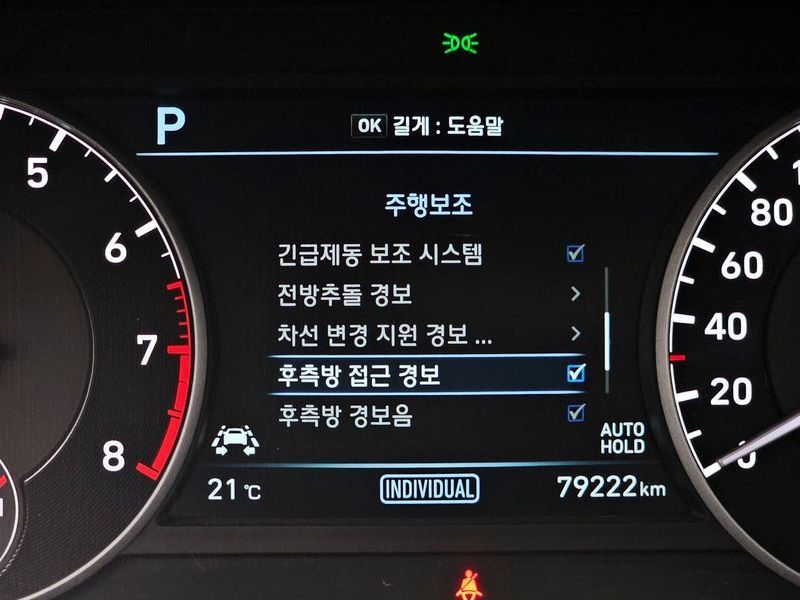 P
OK 길게 : 도움말
주행보조
긴급제동 보조 시스템
전방추돌 경보
차선 변경 지원 경보 ...
후측방 접근 경보
후측방 경보음
AUTO
HOLD
21 ℃
INDIVIDUAL
79222 km
5
6
7
8
80
60
40
20
0